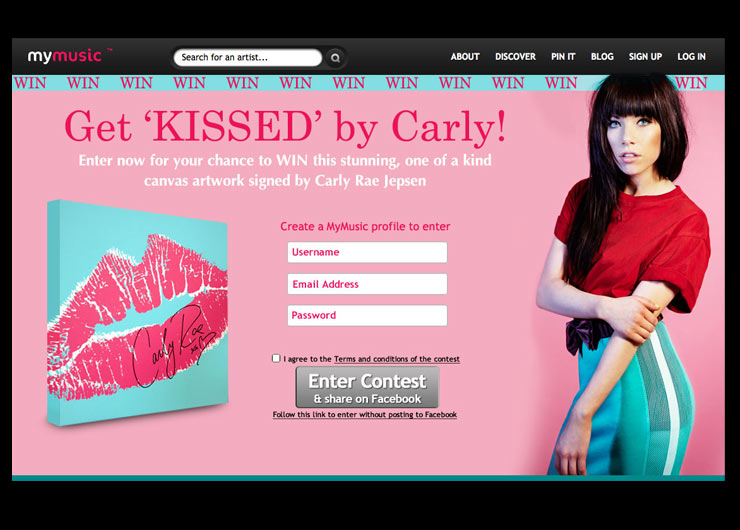 mymusic ™
Search for an artist...
ABOUT DISCOVER PIN IT BLOG SIGN UP LOG IN
WIN WIN WIN WIN WIN WIN WIN WIN WIN WIN WIN WIN
Get ‘KISSED’ by Carly!
Enter now for your chance to WIN this stunning, one of a kind
canvas artwork signed by Carly Rae Jepsen
Create a MyMusic profile to enter
Username
Email Address
Password
Carly Rae
I agree to the Terms and conditions of the contest
Enter Contest
& share on Facebook
Follow this link to enter without posting to Facebook